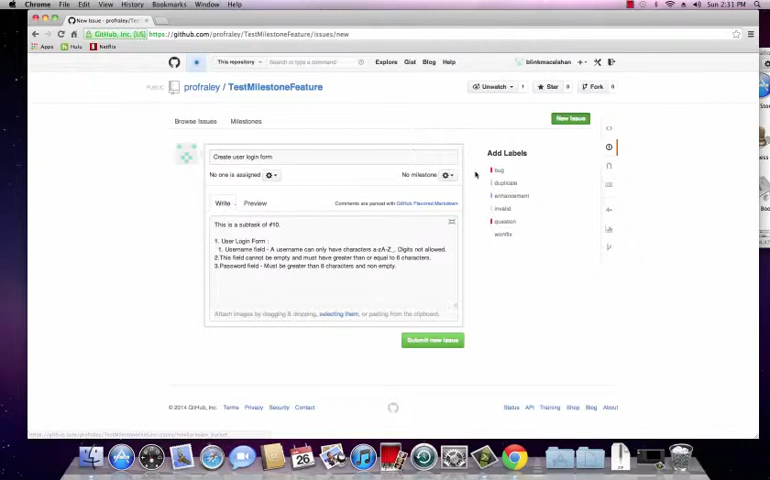 Chrome File Edit View History Bookmarks Window Help
Sun 2:31 PM
New Issue · profraley/Tes
GitHub, Inc. [US] https://github.com/profraley/TestMilestoneFeature/issues/new
Apps Hulu Netflix
This repository Search or type a command Explore Gist Blog Help blinkmacalahan
PUBLIC profraley / TestMilestoneFeature Unwatch 1 Star 0 Fork 0
Browse Issues Milestones New Issue
Create user login form
Add Labels
No one is assigned No milestone
bug
duplicate
enhancement
invalid
question
wontfix
Write Preview Comments are parsed with GitHub Flavored Markdown
This is a subtask of #10.
1. User Login Form :
1. Username field - A username can only have characters a-zA-Z_. Digits not allowed.
2.This field cannot be empty and must have greater than or equal to 6 characters.
3.Password field - Must be greater than 8 characters and non empty.
Attach images by dragging & dropping, selecting them, or pasting from the clipboard.
Submit new issue
© 2014 GitHub, Inc. Terms Privacy Security Contact
Status API Training Shop Blog About
26